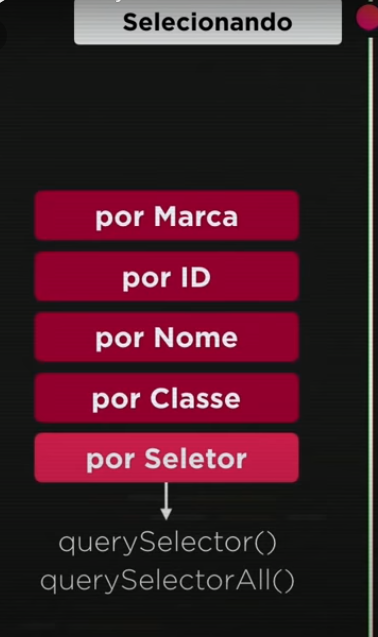 Selecionando
por Marca
por ID
por Nome
por Classe
por Seletor
querySelector()
querySelectorAll()